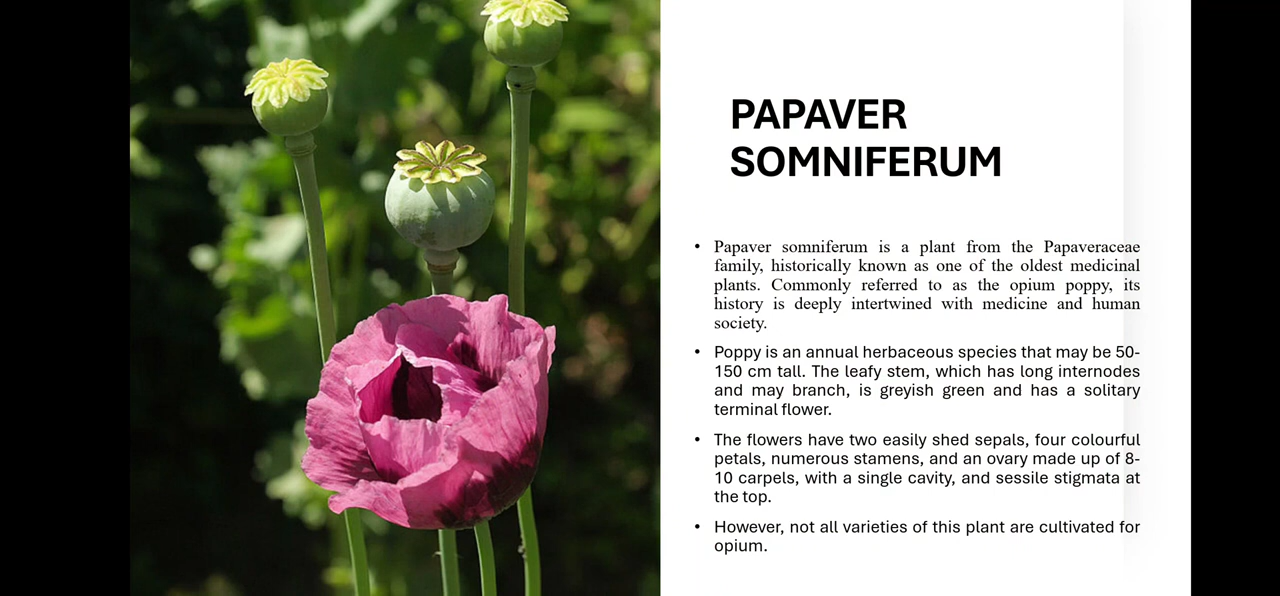 PAPAVER
SOMNIFERUM
• Papaver somniferum is a plant from the Papaveraceae
family, historically known as one of the oldest medicinal
plants. Commonly referred to as the opium poppy, its
history is deeply intertwined with medicine and human
society.
• Poppy is an annual herbaceous species that may be 50-
150 cm tall. The leafy stem, which has long internodes
and may branch, is greyish green and has a solitary
terminal flower.
• The flowers have two easily shed sepals, four colourful
petals, numerous stamens, and an ovary made up of 8-
10 carpels, with a single cavity, and sessile stigmata at
the top.
• However, not all varieties of this plant are cultivated for
opium.